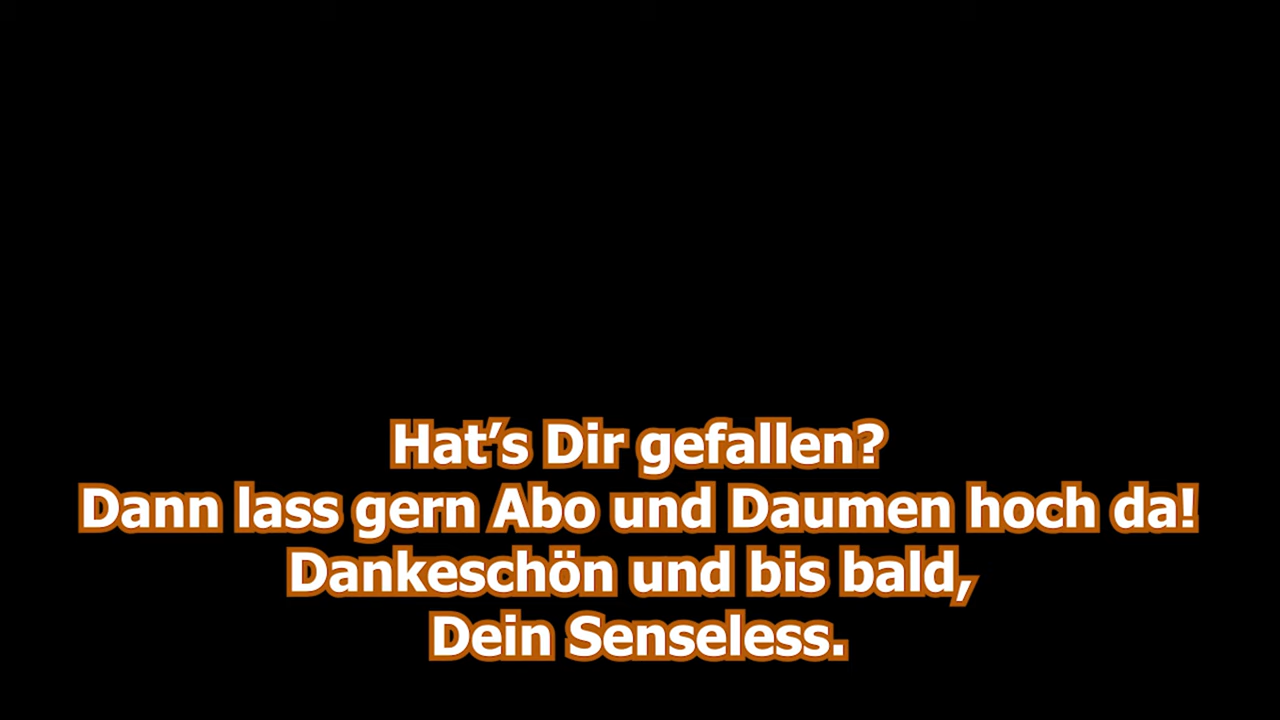 Hat’s Dir gefallen?
Dann lass gern Abo und Daumen hoch da!
Dankeschön und bis bald,
Dein Senseless.